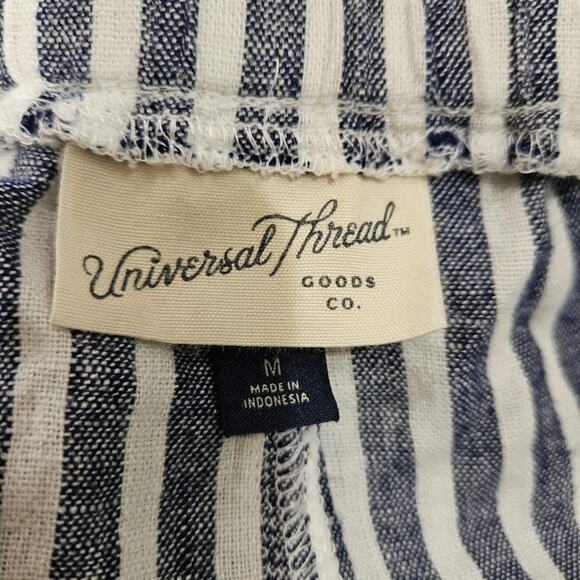 Universal Thread™
GOODS
CO.
M
MADE IN
INDONESIA